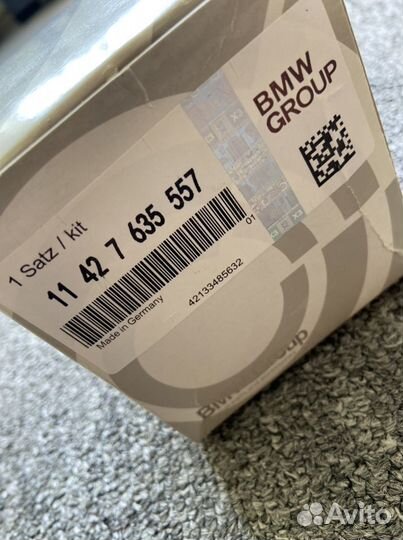 1 Satz / kit
11 42 7 635 557
Made in Germany
42133485632
01
BMW
GROUP
Avito